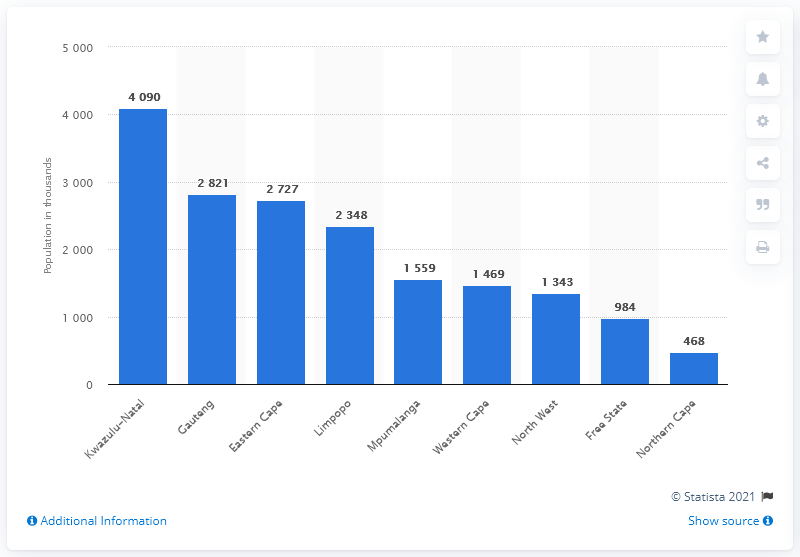 5 000
4 000
3 000
2 000
1 000
0
Population in thousands
4 090
2 821
2 727
2 348
1 559
1 469
1 343
984
468
Kwazulu-Natal
Gauteng
Eastern Cape
Limpopo
Mpumalanga
Western Cape
North West
Free State
Northern Cape
© Statista 2021
Additional Information
Show source